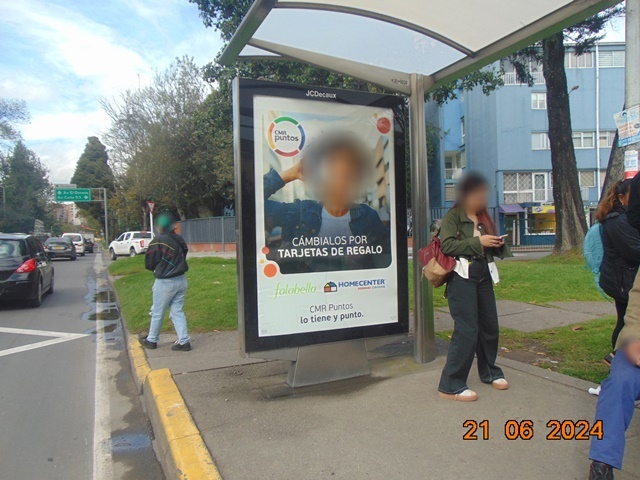 JCDecaux
CMR
puntos
CÁMBIALOS POR
TARJETAS DE REGALO
falabella
HOMECENTER
CMR Puntos
lo tiene y punto.
21 06 2024